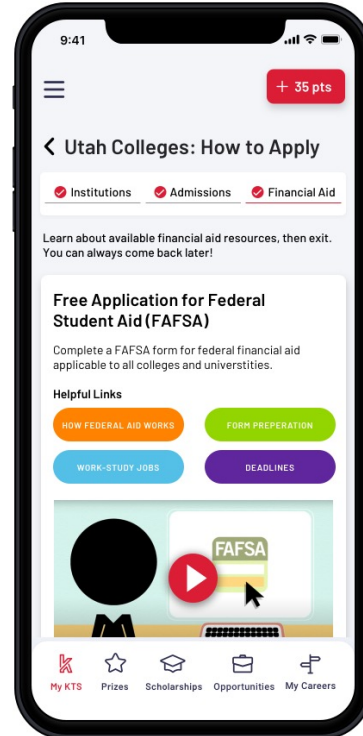 9:41
+ 35 pts
Utah Colleges: How to Apply
Institutions Admissions Financial Aid
Learn about available financial aid resources, then exit.
You can always come back later!
Free Application for Federal
Student Aid (FAFSA)
Complete a FAFSA form for federal financial aid
applicable to all colleges and universtities.
Helpful Links
HOW FEDERAL AID WORKS FORM PREPERATION
WORK-STUDY JOBS DEADLINES
FAFSA
My KTS Prizes Scholarships Opportunities My Careers